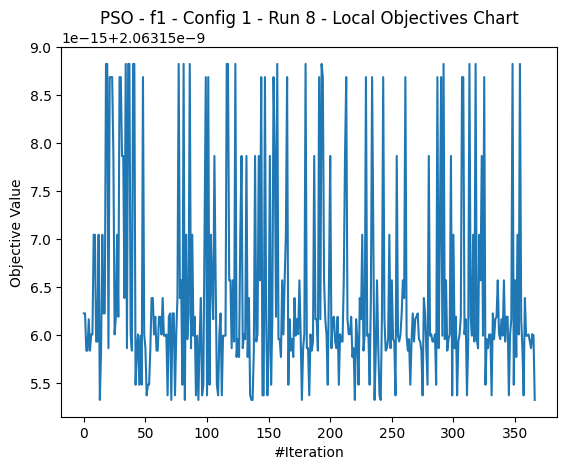 PSO - f1 - Config 1 - Run 8 - Local Objectives Chart
1e−15+2.06315e−9
9.0
8.5
8.0
7.5
7.0
6.5
6.0
5.5
Objective Value
0 50 100 150 200 250 300 350
#Iteration